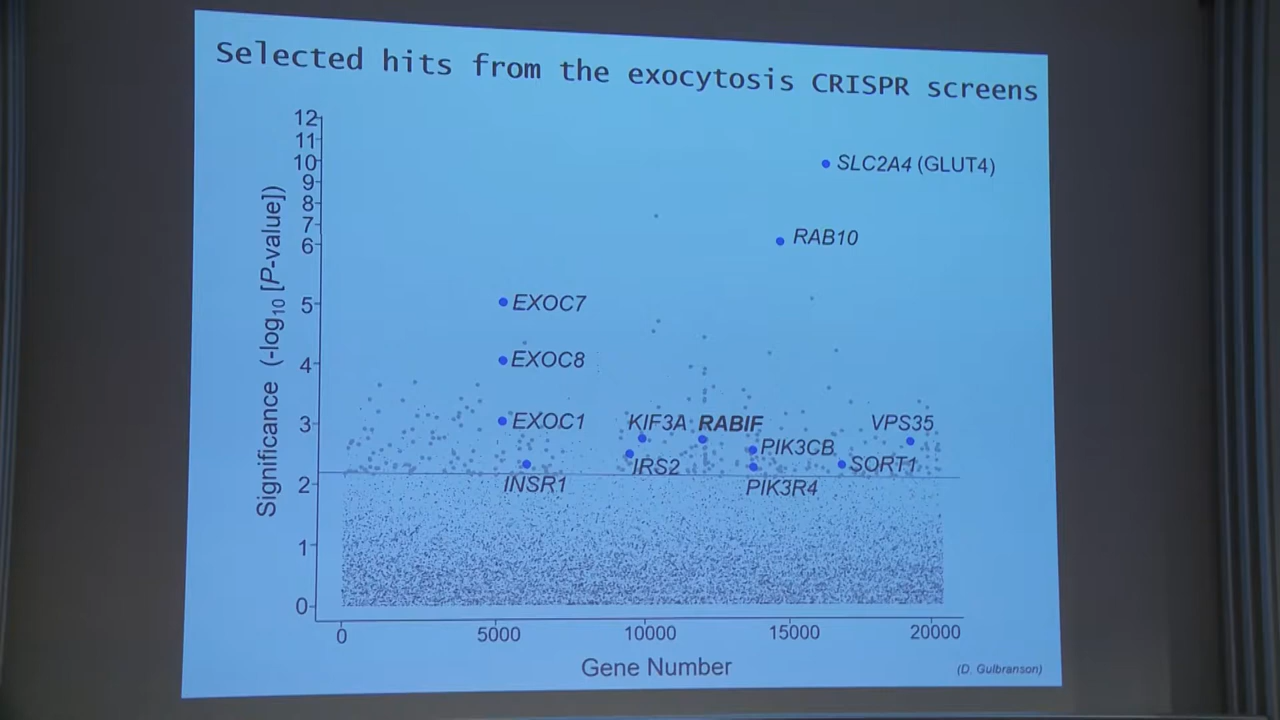 Selected hits from the exocytosis CRISPR screens
12
11
10
9
8
7
6
5
4
3
2
1
0
Significance (-log10 [P-value])
SLC2A4 (GLUT4)
RAB10
EXOC7
EXOC8
EXOC1
KIF3A
RABIF
VPS35
PIK3CB
IRS2
SORT1
INSR1
PIK3R4
0
5000
10000
15000
20000
Gene Number
(D. Gulbranson)